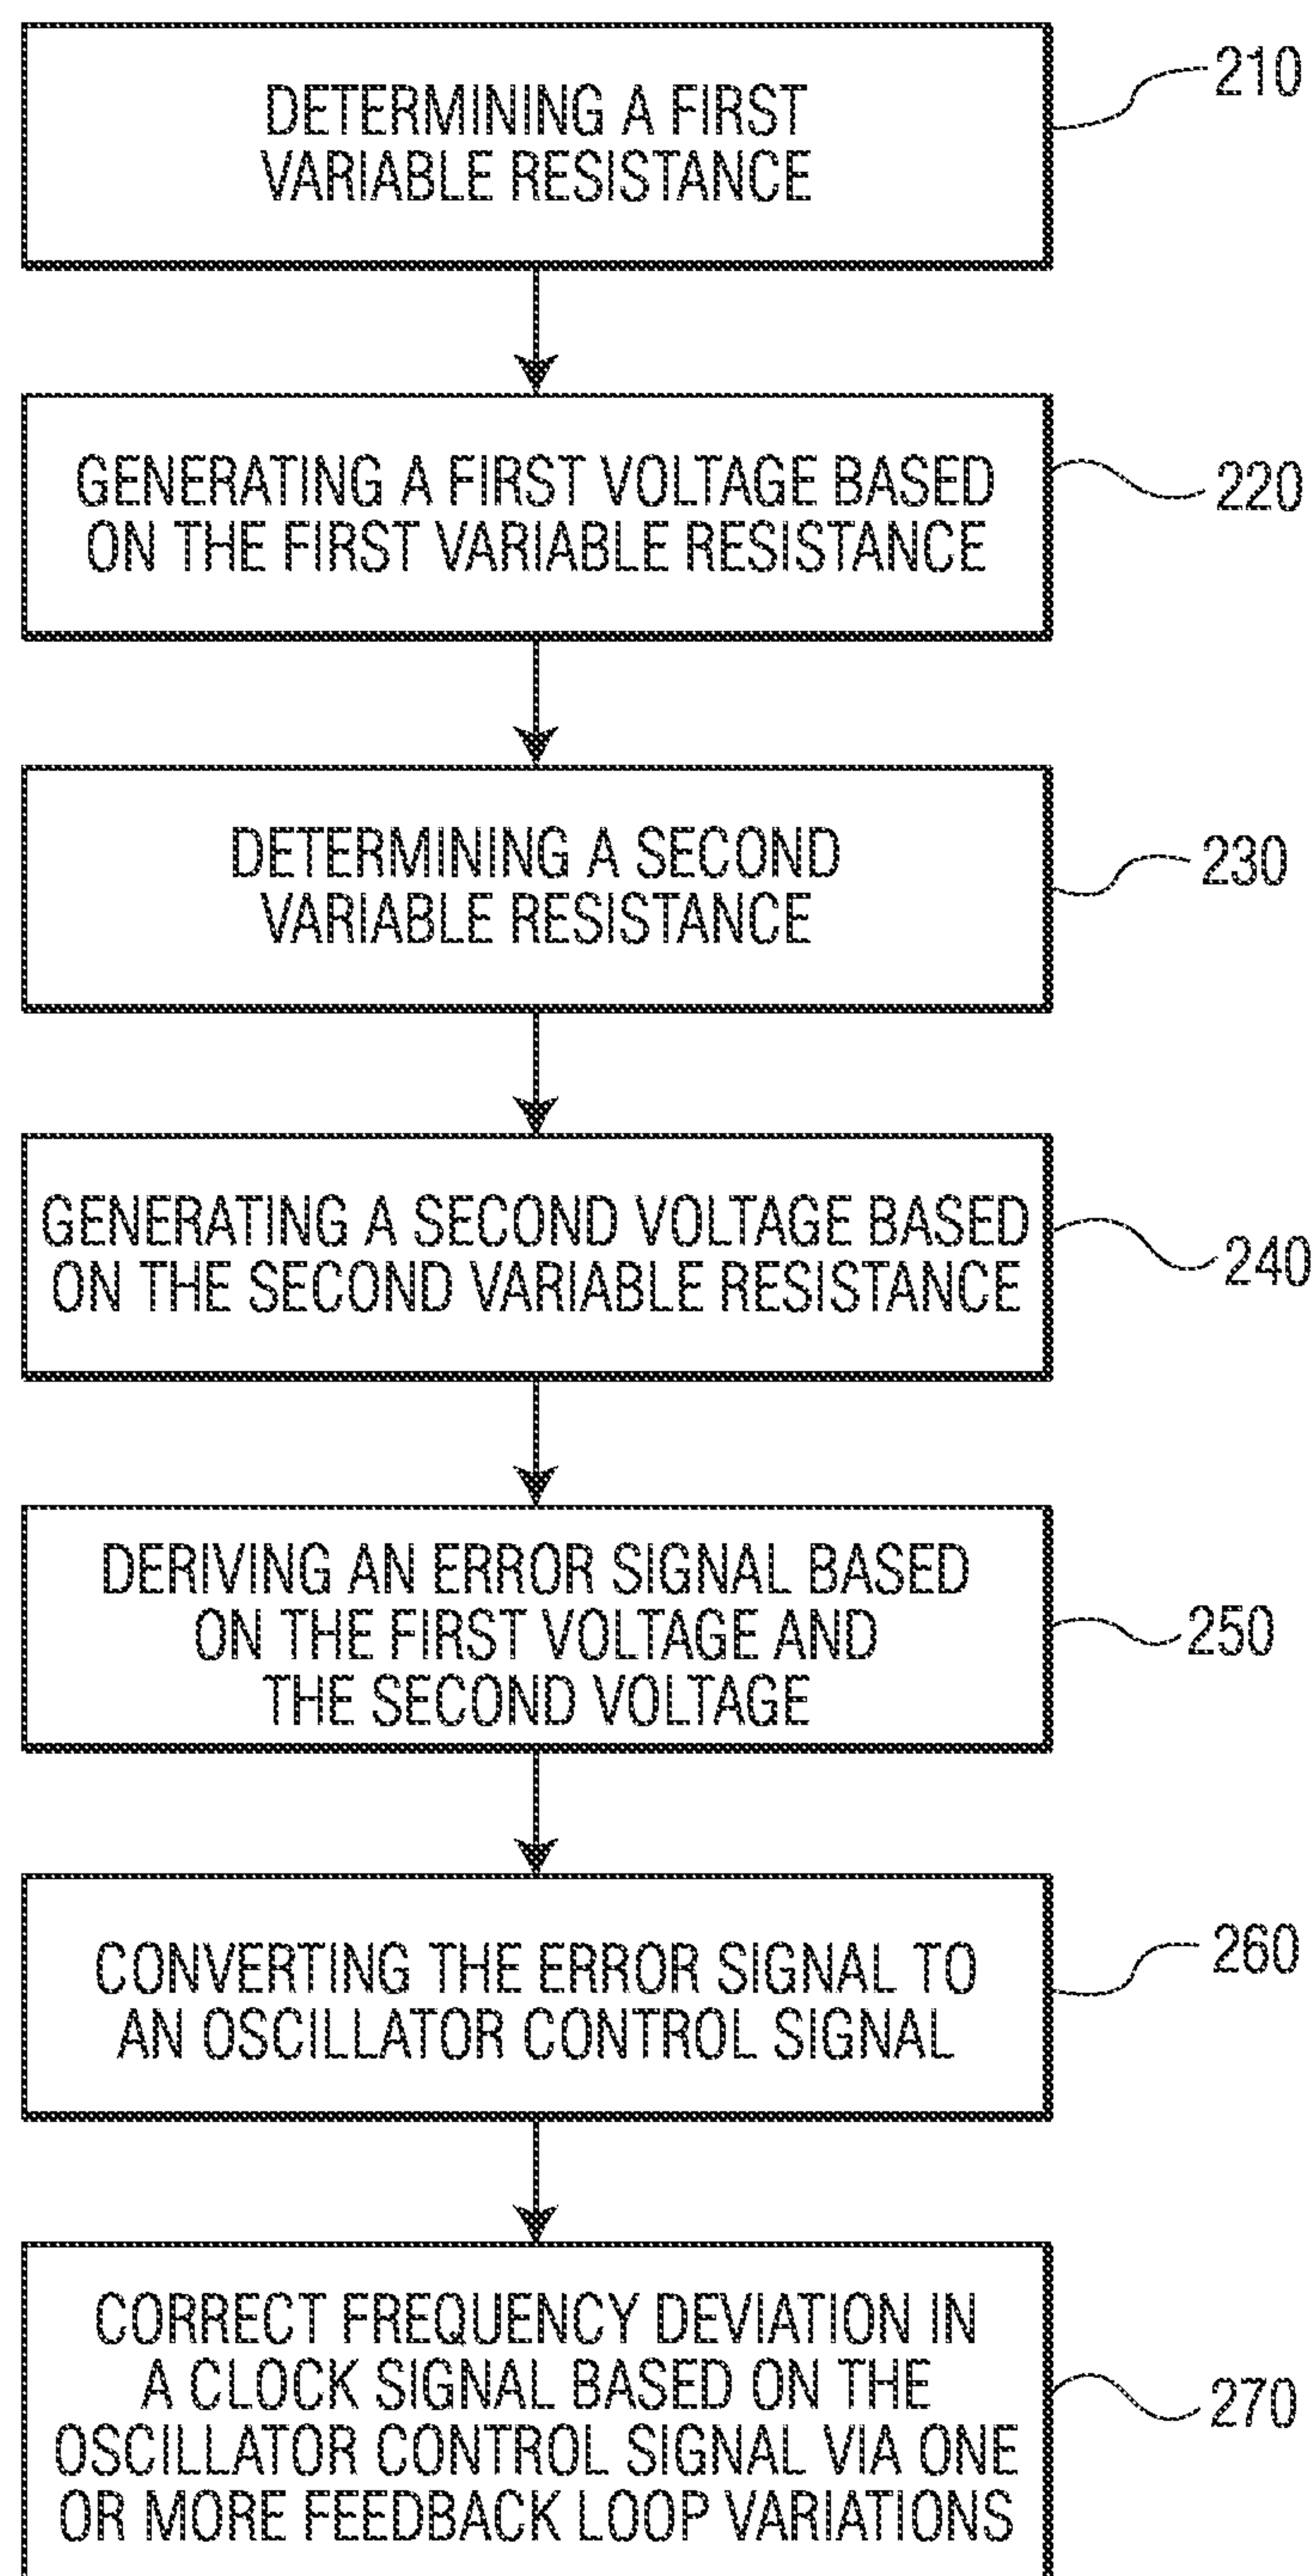 DETERMINING A FIRST
VARIABLE RESISTANCE
210
GENERATING A FIRST VOLTAGE BASED
ON THE FIRST VARIABLE RESISTANCE
220
DETERMINING A SECOND
VARIABLE RESISTANCE
230
GENERATING A SECOND VOLTAGE BASED
ON THE SECOND VARIABLE RESISTANCE
240
DERIVING AN ERROR SIGNAL BASED
ON THE FIRST VOLTAGE AND
THE SECOND VOLTAGE
250
CONVERTING THE ERROR SIGNAL TO
AN OSCILLATOR CONTROL SIGNAL
260
CORRECT FREQUENCY DEVIATION IN
A CLOCK SIGNAL BASED ON THE
OSCILLATOR CONTROL SIGNAL VIA ONE
OR MORE FEEDBACK LOOP VARIATIONS
270